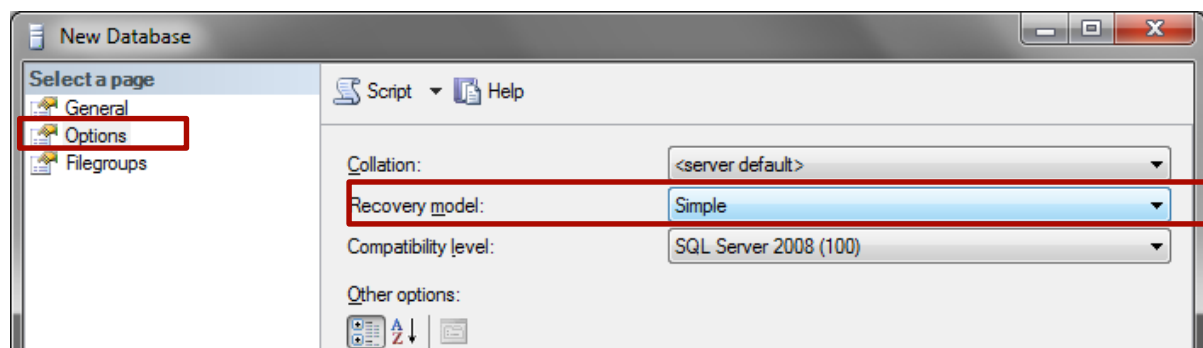 New Database
Select a page
General
Options
Filegroups
Script Help
Collation: <server default>
Recovery model: Simple
Compatibility level: SQL Server 2008 (100)
Other options:
A
Z